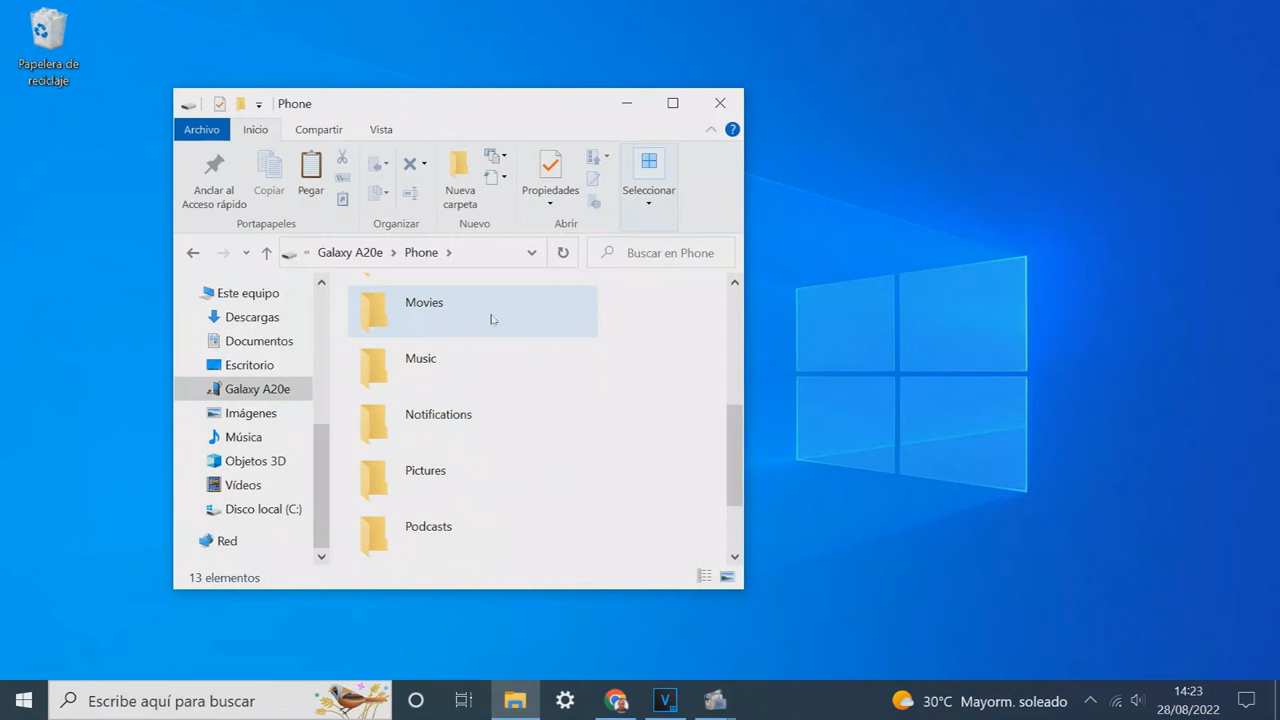 Papelera de
reciclaje
Phone
Archivo Inicio Compartir Vista
Anclar al
Acceso rápido
Copiar
Pegar
Nueva
carpeta
Propiedades
Seleccionar
Portapapeles Organizar Nuevo Abrir
« Galaxy A20e > Phone >
Buscar en Phone
Este equipo
Descargas
Documentos
Escritorio
Galaxy A20e
Imágenes
Música
Objetos 3D
Vídeos
Disco local (C:)
Red
Movies
Music
Notifications
Pictures
Podcasts
13 elementos
Escribe aquí para buscar
30°C Mayorm. soleado
14:23
28/08/2022